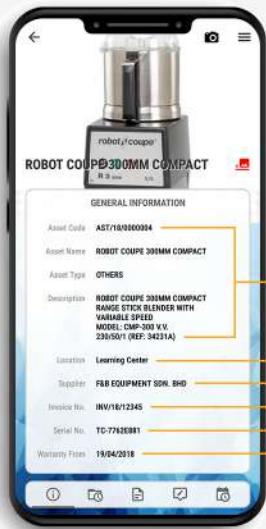 robot coupe
ROBOT COUPE 300MM COMPACT
R 3
GENERAL INFORMATION
Asset Code AST/18/0000004
Asset Name ROBOT COUPE 300MM COMPACT
Asset Type OTHERS
Description ROBOT COUPE 300MM COMPACT
RANGE STICK BLENDER WITH
VARIABLE SPEED
MODEL: CMP-300 V.V.
230/50/1 (REF: 34231A)
Location Learning Center
Supplier F&B EQUIPMENT SDN. BHD
Invoice No. INV/18/12345
Serial No. TC-7762E881
Warranty From 19/04/2018